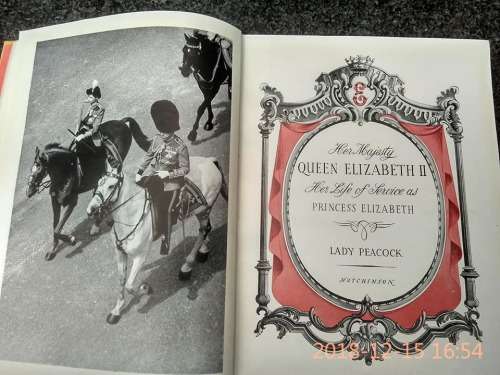 E
Her Majesty
QUEEN ELIZABETH II
Her Life of Service as
PRINCESS ELIZABETH
LADY PEACOCK
HUTCHINSON
2018-12-15 16:54